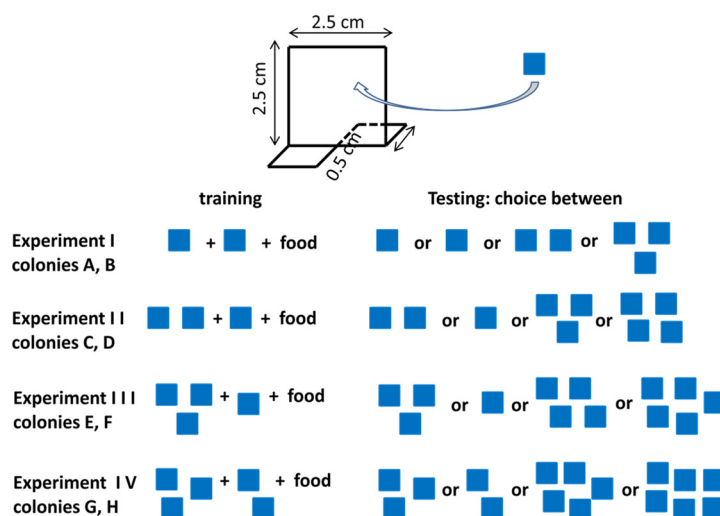 2.5 cm
2.5 cm
0.5 cm
training
Testing: choice between
Experiment I
colonies A, B
+ + food
or or or
Experiment I I
colonies C, D
+ + food
or or or
Experiment I I I
colonies E, F
+ + food
or or or
Experiment I V
colonies G, H
+ + food
or or or